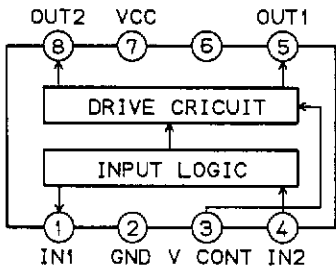 OUT2 VCC OUT1
8 7 6 5
DRIVE CRICUIT
INPUT LOGIC
1 2 3 4
IN1 GND V CONT IN2